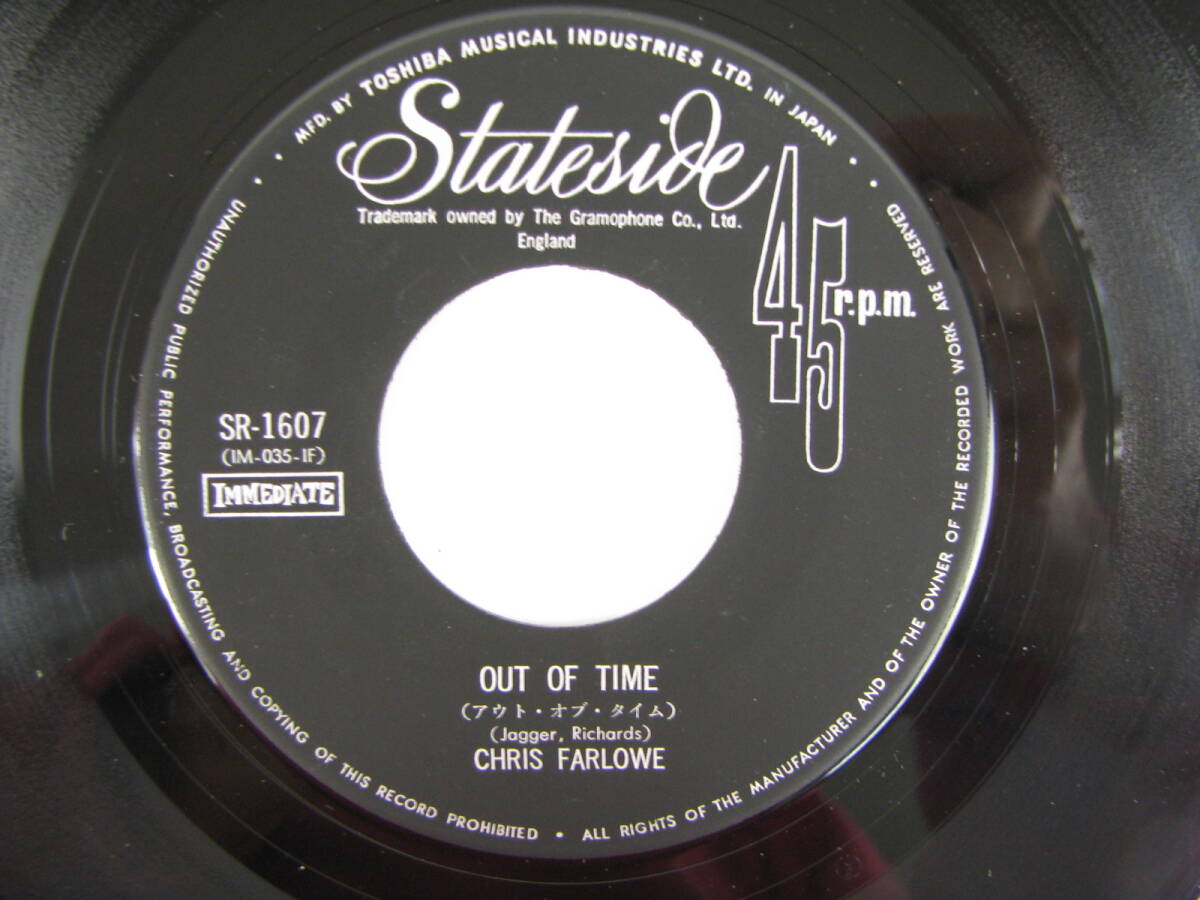 MFD. BY TOSHIBA MUSICAL INDUSTRIES LTD. IN JAPAN
Stateside
Trademark owned by The Gramophone Co., Ltd.
England
45 r.p.m.
SR-1607
(IM-035-IF)
IMMEDIATE
OUT OF TIME
(アウト・オブ・タイム)
(Jagger, Richards)
CHRIS FARLOWE
UNAUTHORIZED PUBLIC PERFORMANCE, BROADCASTING AND COPYING OF THIS RECORD PROHIBITED • ALL RIGHTS OF THE MANUFACTURER AND OF THE OWNER OF THE RECORDED WORK ARE RESERVED